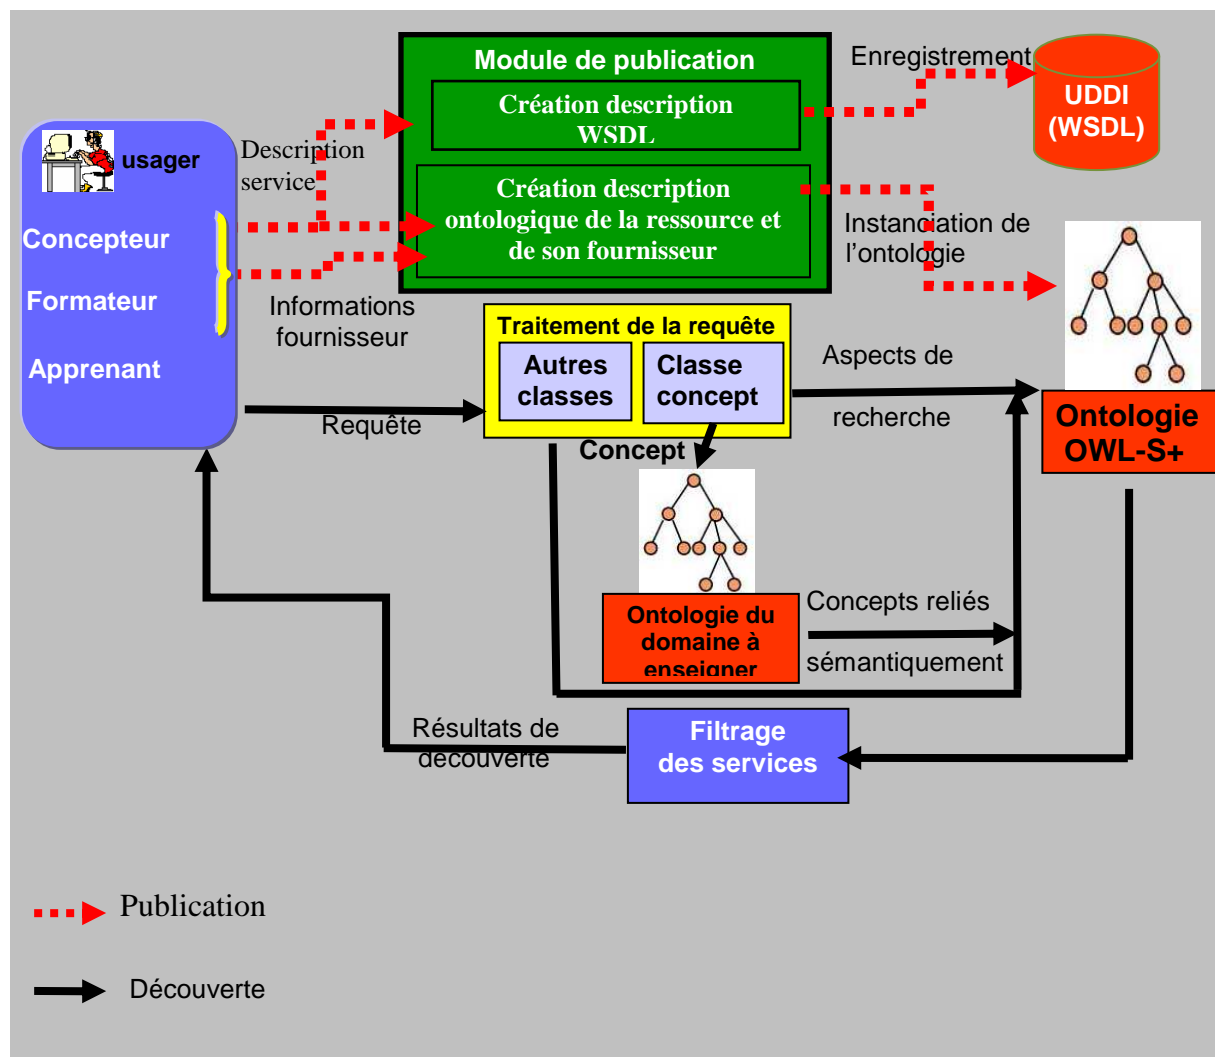 Module de publication
Création description
WSDL
Création description
ontologique de la ressource et
de son fournisseur
Enregistrement
UDDI
(WSDL)
usager
Concepteur
Formateur
Apprenant
Description
service
Informations
fournisseur
Instanciation de
l'ontologie
Traitement de la requête
Autres
classes
Classe
concept
Aspects de
recherche
Requête
Concept
Ontologie
OWL-S+
Ontologie du
domaine à
enseigner
Concepts reliés
sémantiquement
Résultats de
découverte
Filtrage
des services
Publication
Découverte